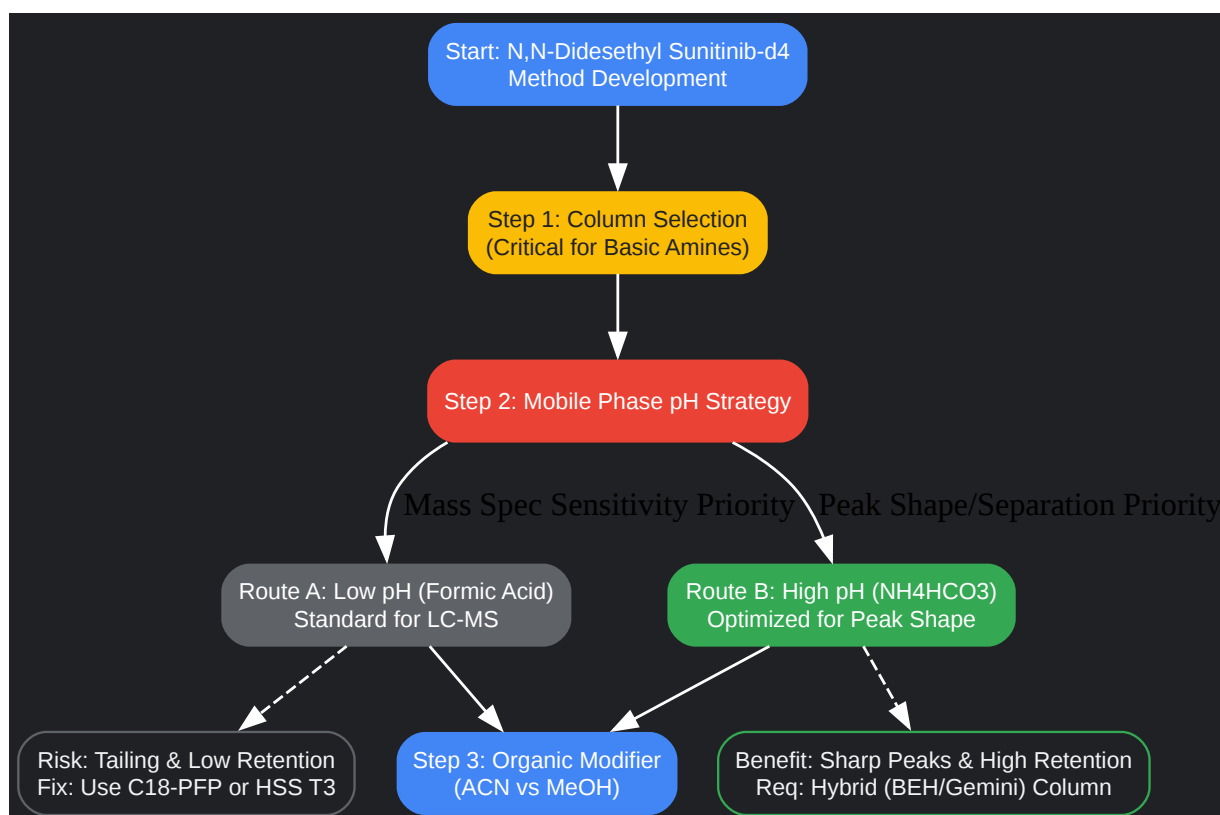 Start: N,N-Didesethyl Sunitinib-d4
Method Development
Step 1: Column Selection
(Critical for Basic Amines)
Step 2: Mobile Phase pH Strategy
Mass Spec Sensitivity Priority
Peak Shape/Separation Priority
Route A: Low pH (Formic Acid)
Standard for LC-MS
Route B: High pH (NH4HCO3)
Optimized for Peak Shape
Risk: Tailing & Low Retention
Fix: Use C18-PFP or HSS T3
Step 3: Organic Modifier
(ACN vs MeOH)
Benefit: Sharp Peaks & High Retention
Req: Hybrid (BEH/Gemini) Column